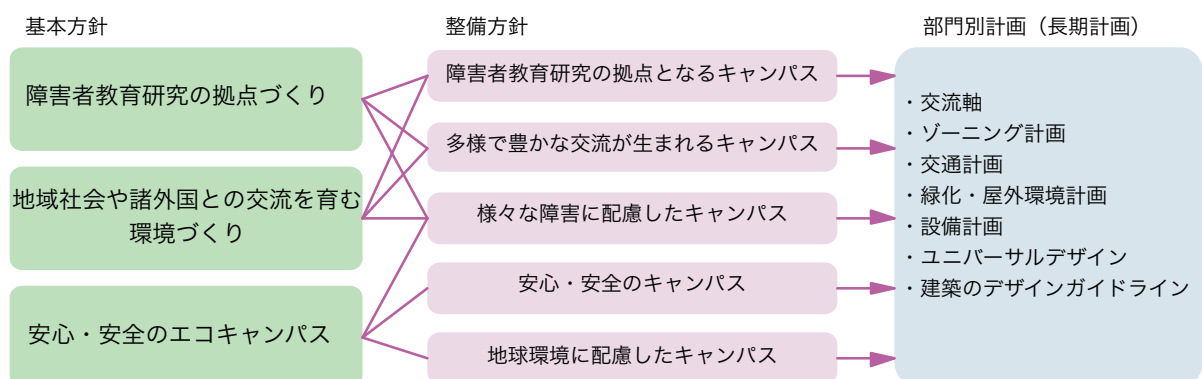 基本方針
障害者教育研究の拠点づくり
地域社会や諸外国との交流を育む
環境づくり
安心・安全のエコキャンパス
整備方針
障害者教育研究の拠点となるキャンパス
多様で豊かな交流が生まれるキャンパス
様々な障害に配慮したキャンパス
安心・安全のキャンパス
地球環境に配慮したキャンパス
部門別計画（長期計画）
・交流軸
・ゾーニング計画
・交通計画
・緑化・屋外環境計画
・設備計画
・ユニバーサルデザイン
・建築のデザインガイドライン